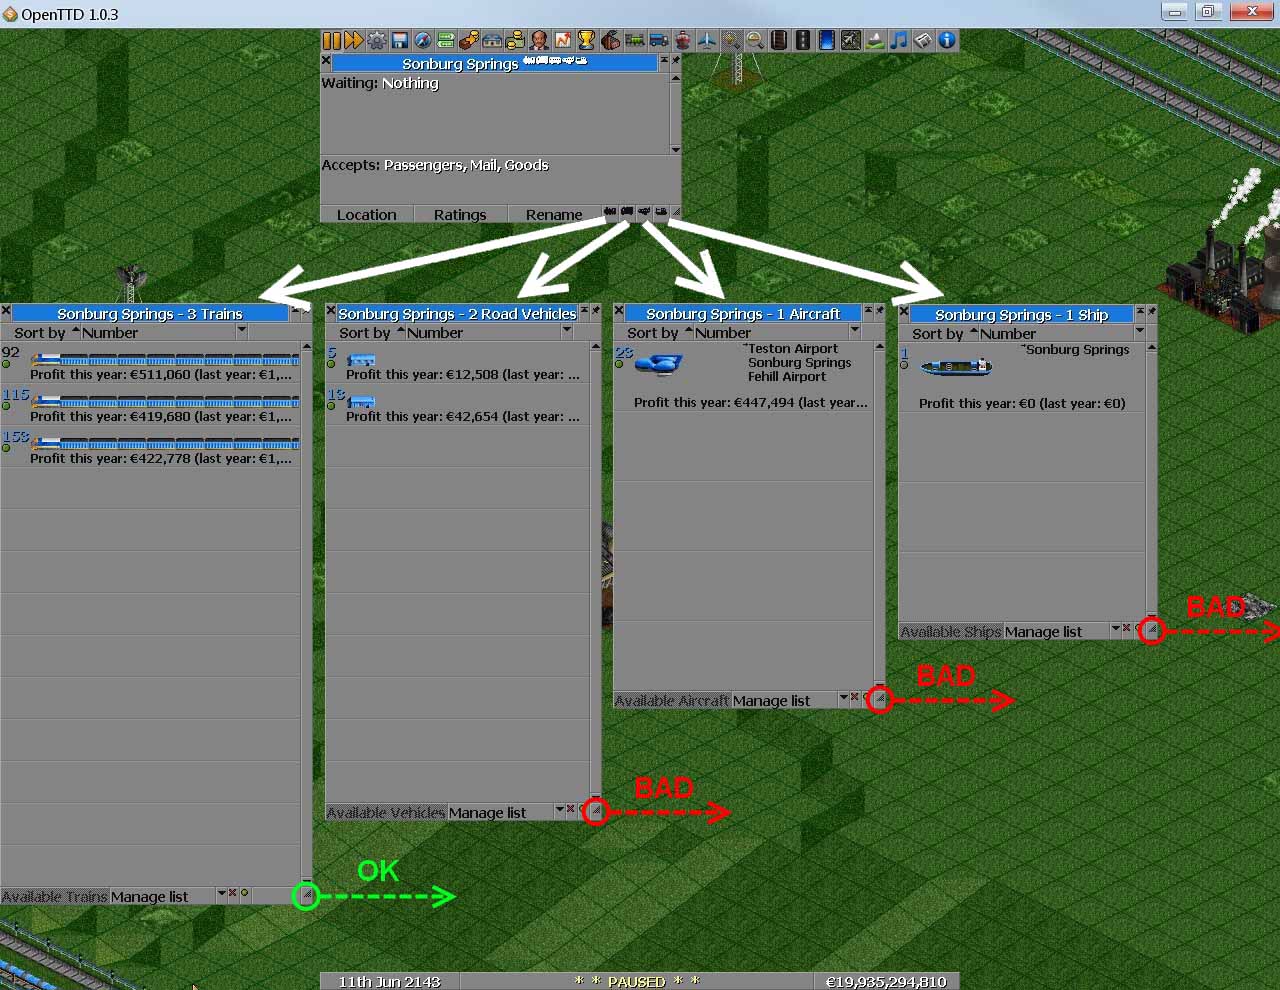 OpenTTD 1.0.3
Sonburg Springs
Waiting: Nothing
Accepts: Passengers, Mail, Goods
Location Ratings Rename
Sonburg Springs - 3 Trains
Sort by Number
92
Profit this year: €511,060 (last year: €1,...
115
Profit this year: €419,680 (last year: €1,...
153
Profit this year: €422,778 (last year: €1,...
Available Trains Manage list
OK
Sonburg Springs - 2 Road Vehicles
Sort by Number
5
Profit this year: €12,508 (last year: ...
13
Profit this year: €42,654 (last year: ...
Available Vehicles Manage list
BAD
Sonburg Springs - 1 Aircraft
Sort by Number
23
Teston Airport
Sonburg Springs
Fehill Airport
Profit this year: €447,494 (last year...
Available Aircraft Manage list
BAD
Sonburg Springs - 1 Ship
Sort by Number
1
Sonburg Springs
Profit this year: €0 (last year: €0)
Available Ships Manage list
BAD
11th Jun 2143 * * PAUSED * * €19,935,294,810